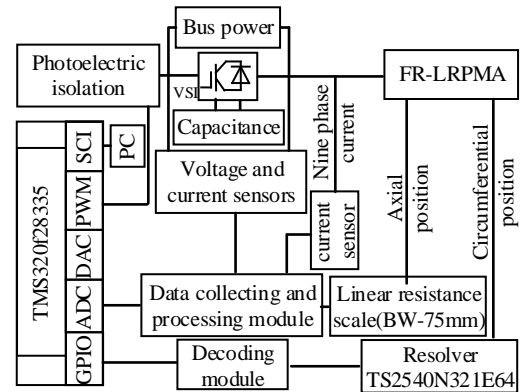 Bus power
Photoelectric
isolation
VSI
FR-LRPMA
Capacitance
Nine phase
current
Axial
position
Circumferential
position
TMS320f28335
SCI
PWM
DAC
ADC
GPIO
PC
Voltage and
current sensors
current
sensor
Data collecting and
processing module
Linear resistance
scale(BW-75mm)
Decoding
module
Resolver
TS2540N321E64